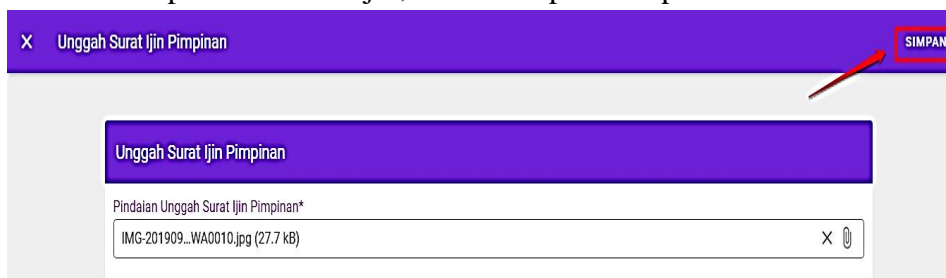 X Unggah Surat Ijin Pimpinan SIMPAN
Unggah Surat Ijin Pimpinan
Pindaian Unggah Surat Ijin Pimpinan*
IMG-201909...WA0010.jpg (27.7 kB) X